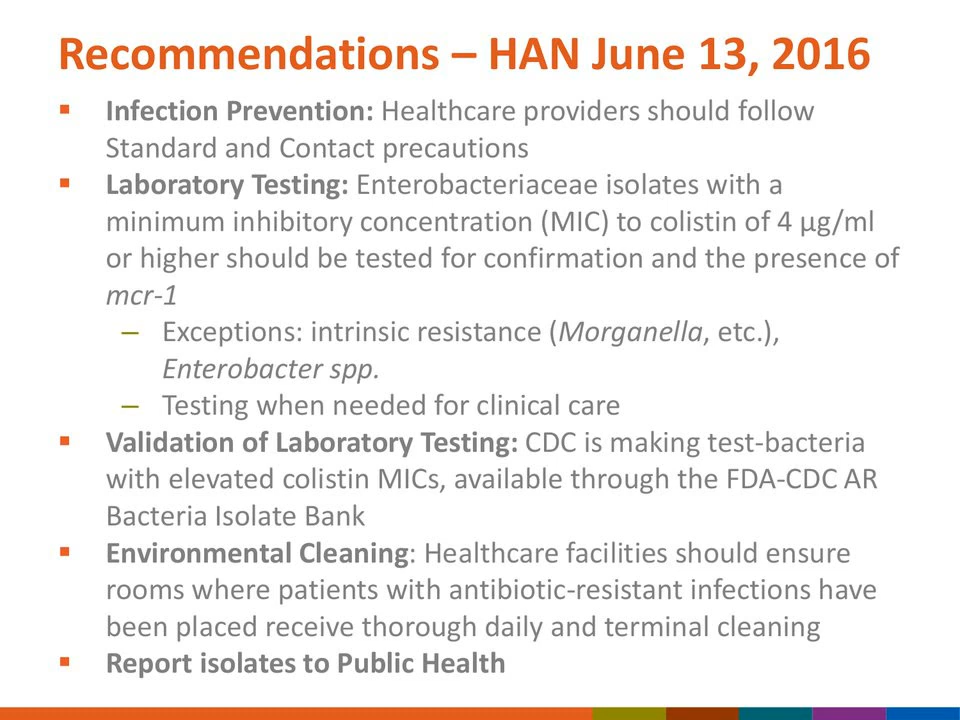 Recommendations – HAN June 13, 2016
▪ Infection Prevention: Healthcare providers should follow
Standard and Contact precautions
▪ Laboratory Testing: Enterobacteriaceae isolates with a
minimum inhibitory concentration (MIC) to colistin of 4 µg/ml
or higher should be tested for confirmation and the presence of
mcr-1
– Exceptions: intrinsic resistance (Morganella, etc.),
Enterobacter spp.
– Testing when needed for clinical care
▪ Validation of Laboratory Testing: CDC is making test-bacteria
with elevated colistin MICs, available through the FDA-CDC AR
Bacteria Isolate Bank
▪ Environmental Cleaning: Healthcare facilities should ensure
rooms where patients with antibiotic-resistant infections have
been placed receive thorough daily and terminal cleaning
▪ Report isolates to Public Health